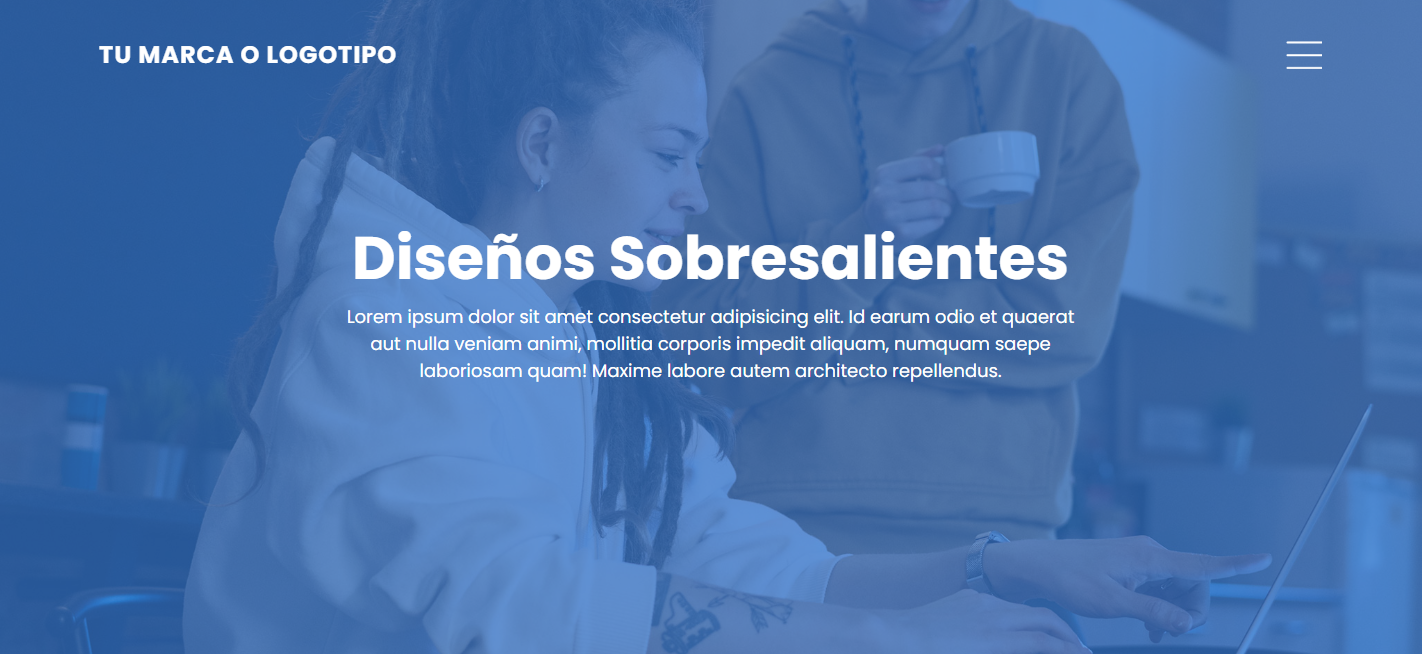 TU MARCA O LOGOTIPO
Diseños Sobresalientes
Lorem ipsum dolor sit amet consectetur adipisicing elit. Id earum odio et quaerat
aut nulla veniam animi, mollitia corporis impedit aliquam, numquam saepe
laboriosam quam! Maxime labore autem architecto repellendus.